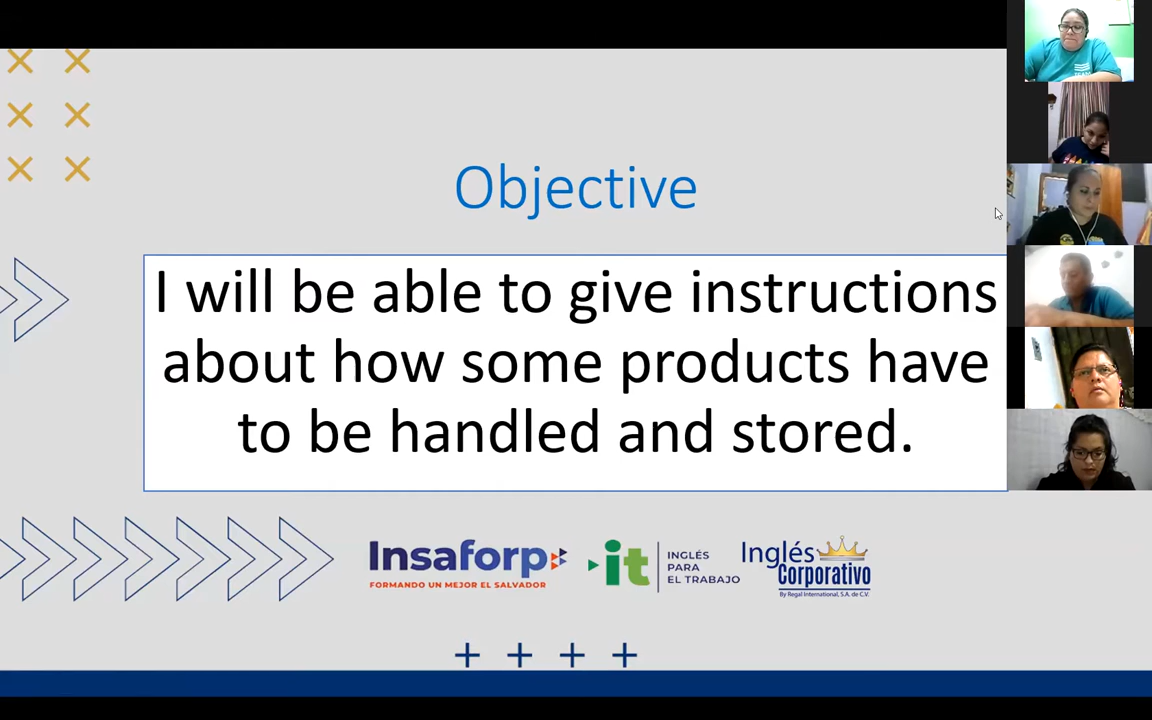 Objective
I will be able to give instructions
about how some products have
to be handled and stored.
Insaforp
FORMANDO UN MEJOR EL SALVADOR
it
INGLÉS
PARA
EL TRABAJO
Inglés
Corporativo
By Regal International, S.A. de C.V.